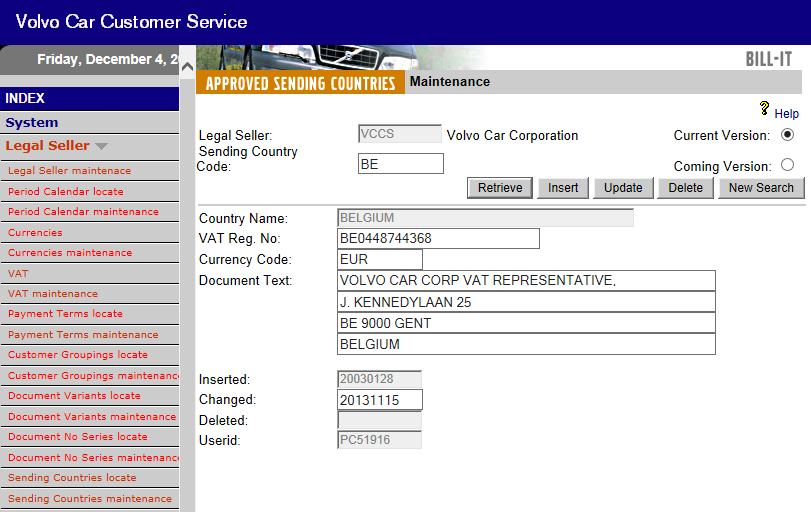 Volvo Car Customer Service
Friday, December 4, 20
BILL-IT
APPROVED SENDING COUNTRIES Maintenance
INDEX
System
Legal Seller
Legal Seller maintenace
Period Calendar locate
Period Calendar maintenance
Currencies
Currencies maintenance
VAT
VAT maintenance
Payment Terms locate
Payment Terms maintenance
Customer Groupings locate
Customer Groupings maintenance
Document Variants locate
Document Variants maintenance
Document No Series locate
Document No Series maintenance
Sending Countries locate
Sending Countries maintenance
? Help
Legal Seller: VCCS Volvo Car Corporation Current Version:
Sending Country
Code: BE Coming Version:
Retrieve Insert Update Delete New Search
Country Name: BELGIUM
VAT Reg. No: BE0448744368
Currency Code: EUR
Document Text: VOLVO CAR CORP VAT REPRESENTATIVE,
J. KENNEDYLAAN 25
BE 9000 GENT
BELGIUM
Inserted: 20030128
Changed: 20131115
Deleted:
Userid: PC51916